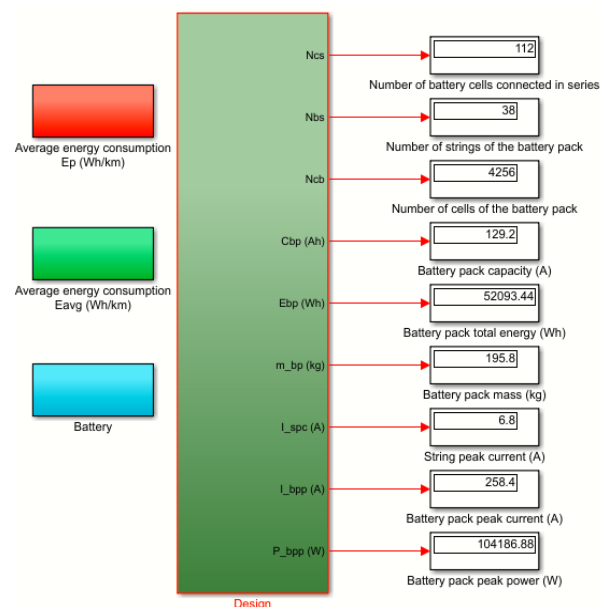 Average energy consumption
Ep (Wh/km)
Average energy consumption
Eavg (Wh/km)
Battery
Ncs
Nbs
Ncb
Cbp (Ah)
Ebp (Wh)
m_bp (kg)
I_spc (A)
I_bpp (A)
P_bpp (W)
Design
112
Number of battery cells connected in series
38
Number of strings of the battery pack
4256
Number of cells of the battery pack
129.2
Battery pack capacity (A)
52093.44
Battery pack total energy (Wh)
195.8
Battery pack mass (kg)
6.8
String peak current (A)
258.4
Battery pack peak current (A)
104186.88
Battery pack peak power (W)